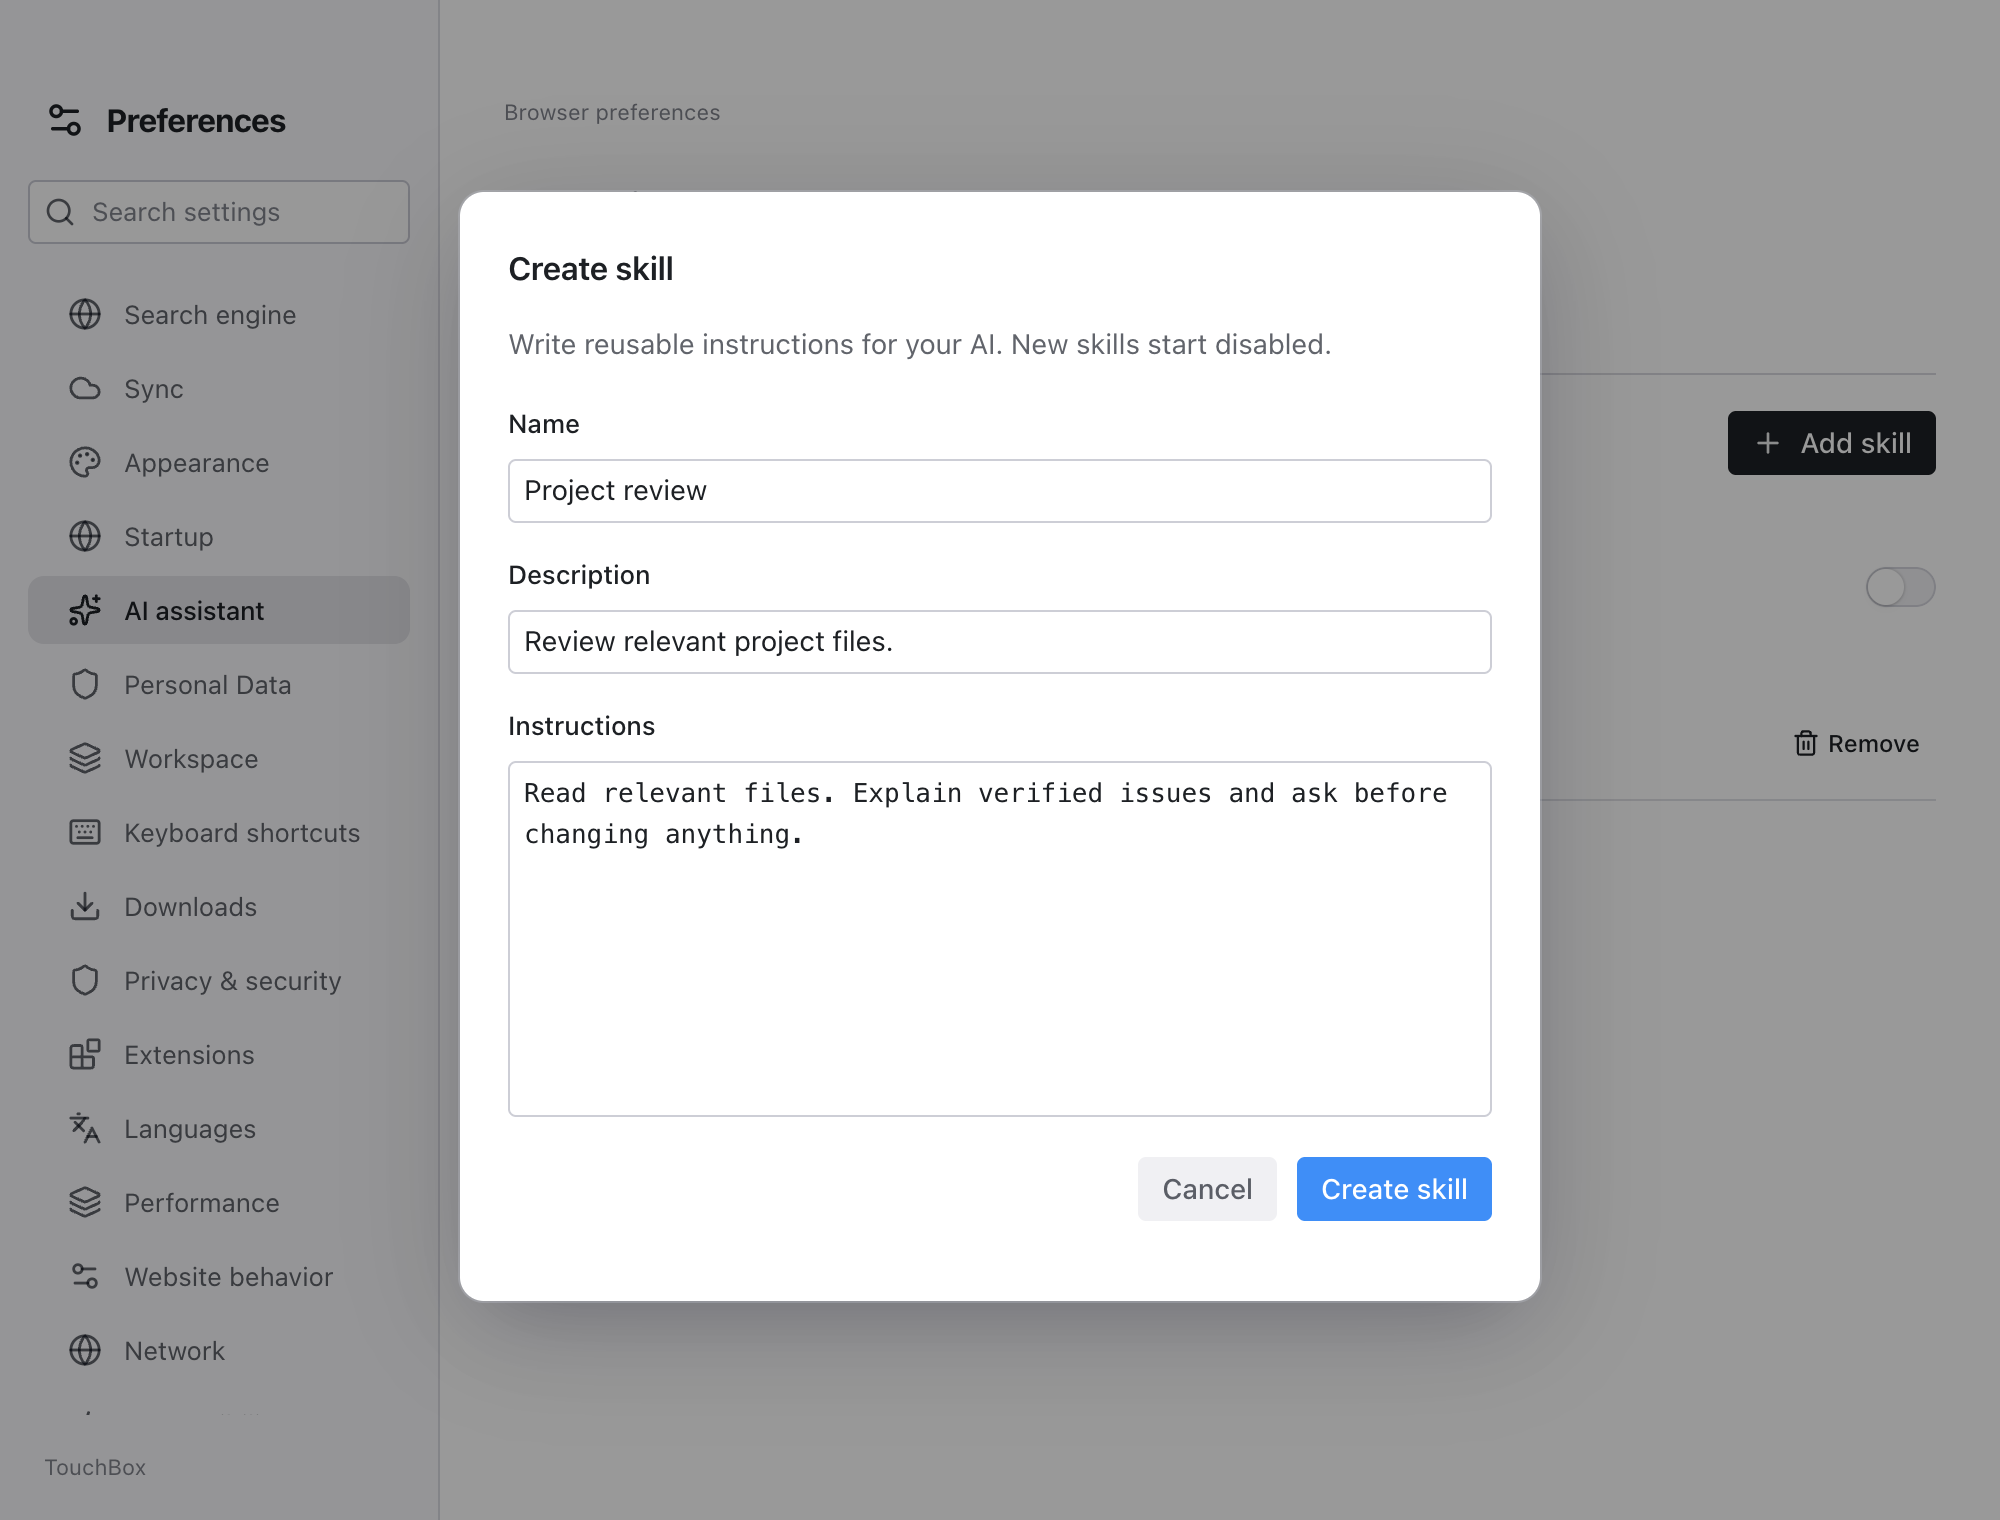 Preferences
Search settings
Search engine
Sync
Appearance
Startup
AI assistant
Personal Data
Workspace
Keyboard shortcuts
Downloads
Privacy & security
Extensions
Languages
Performance
Website behavior
Network
TouchBox
Browser preferences
Add skill
Remove
Create skill
Write reusable instructions for your AI. New skills start disabled.
Name
Project review
Description
Review relevant project files.
Instructions
Read relevant files. Explain verified issues and ask before
changing anything.
Cancel
Create skill